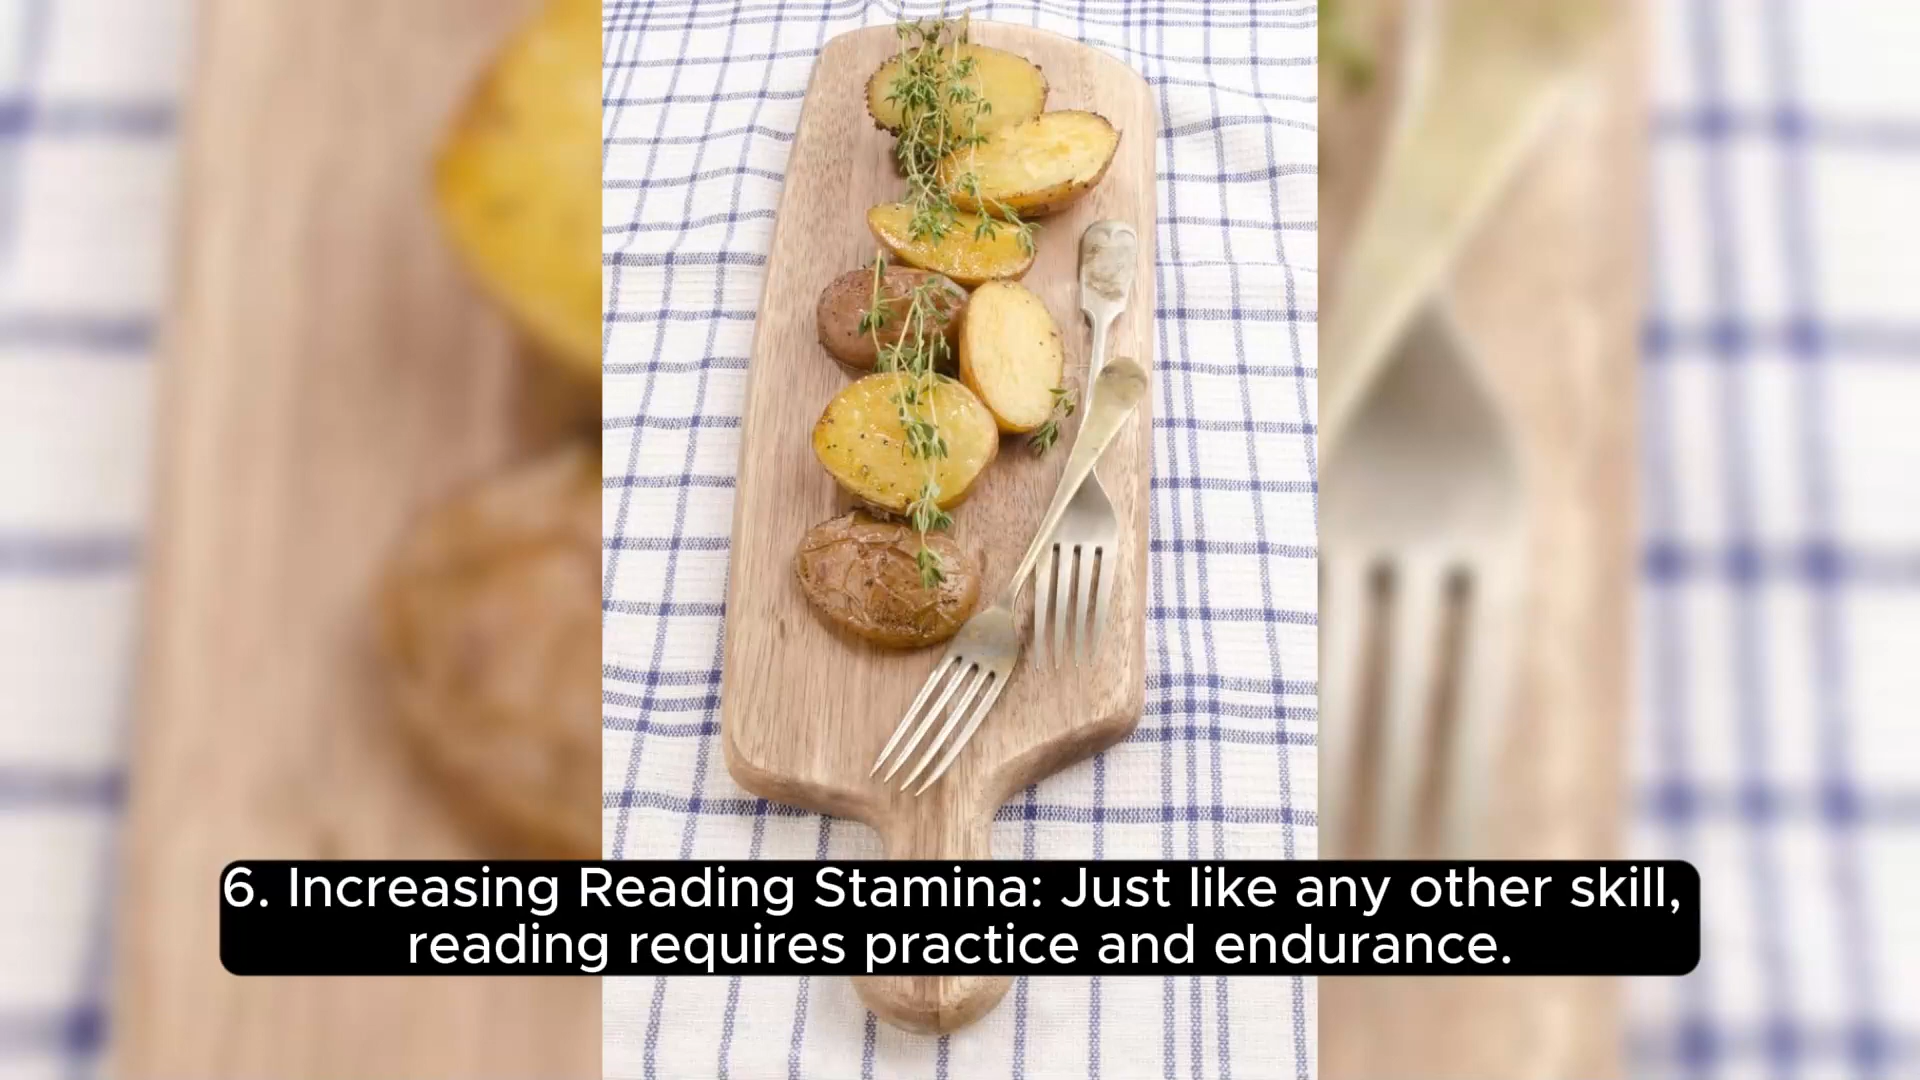 6. Increasing Reading Stamina: Just like any other skill,
reading requires practice and endurance.